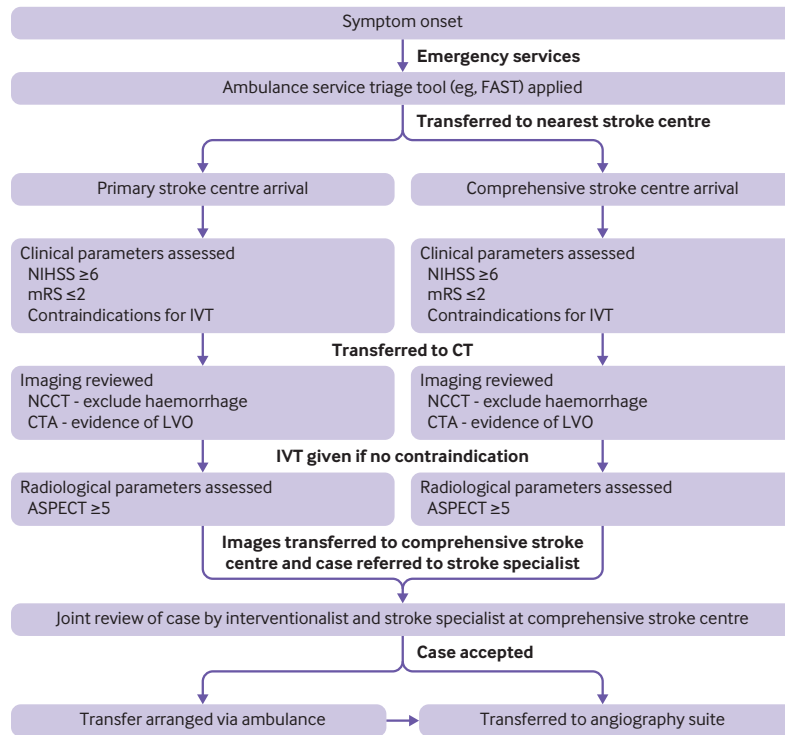 Symptom onset
Emergency services
Ambulance service triage tool (eg, FAST) applied
Transferred to nearest stroke centre
Primary stroke centre arrival
Comprehensive stroke centre arrival
Clinical parameters assessed
NIHSS ≥6
mRS ≤2
Contraindications for IVT
Clinical parameters assessed
NIHSS ≥6
mRS ≤2
Contraindications for IVT
Transferred to CT
Imaging reviewed
NCCT - exclude haemorrhage
CTA - evidence of LVO
Imaging reviewed
NCCT - exclude haemorrhage
CTA - evidence of LVO
IVT given if no contraindication
Radiological parameters assessed
ASPECT ≥5
Radiological parameters assessed
ASPECT ≥5
Images transferred to comprehensive stroke
centre and case referred to stroke specialist
Joint review of case by interventionalist and stroke specialist at comprehensive stroke centre
Case accepted
Transfer arranged via ambulance
Transferred to angiography suite